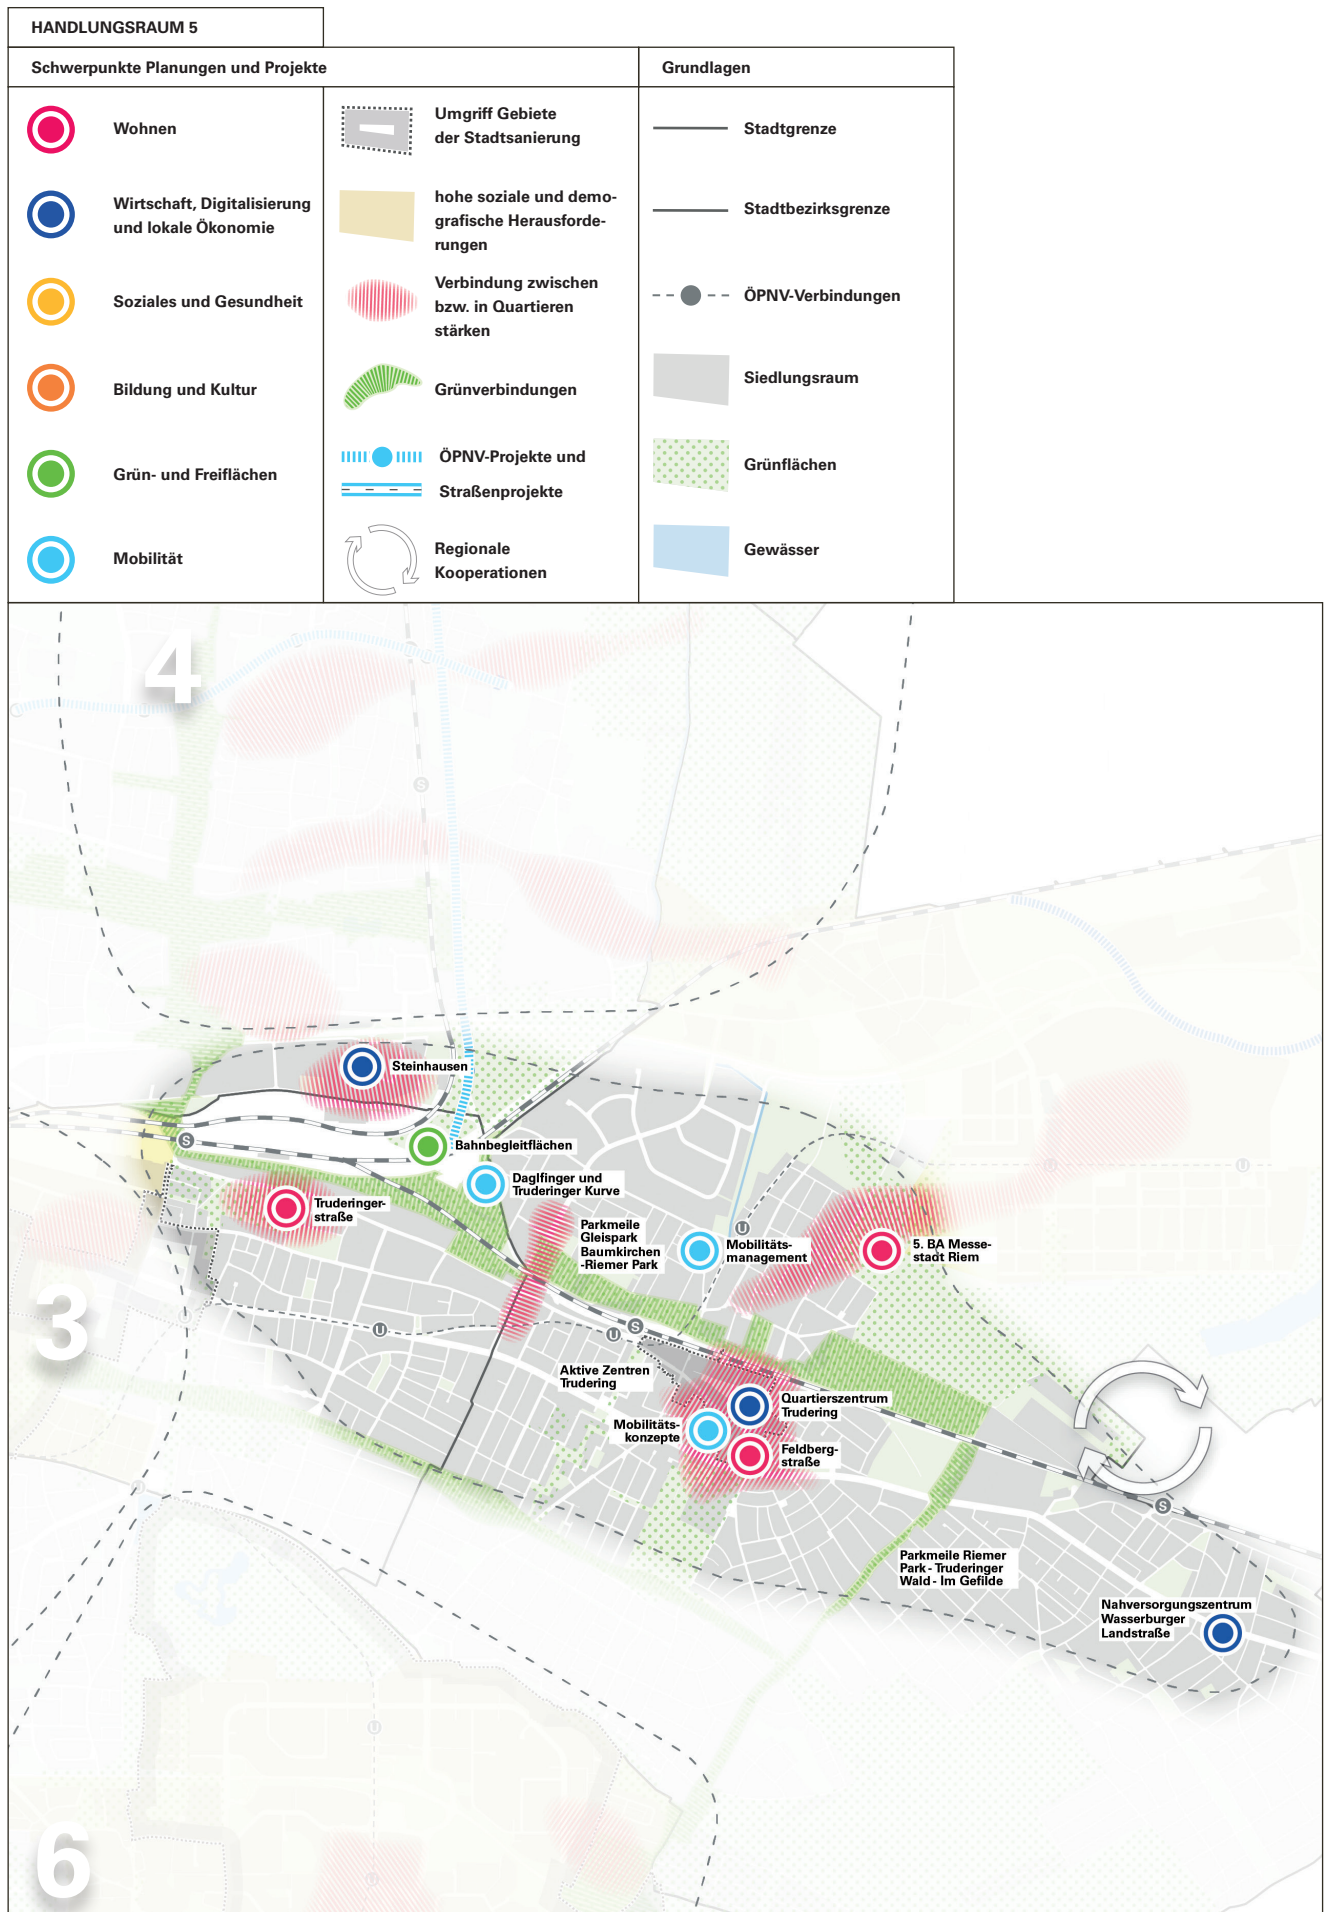 HANDLUNGSRAUM 5
Schwerpunkte Planungen und Projekte
Grundlagen
Wohnen
Wirtschaft, Digitalisierung
und lokale Ökonomie
Soziales und Gesundheit
Bildung und Kultur
Grün- und Freiflächen
Mobilität
Umgriff Gebiete
der Stadtsanierung
hohe soziale und demo-
grafische Herausforde-
rungen
Verbindung zwischen
bzw. in Quartieren
stärken
Grünverbindungen
ÖPNV-Projekte und
Straßenprojekte
Regionale
Kooperationen
Stadtgrenze
Stadtbezirksgrenze
ÖPNV-Verbindungen
Siedlungsraum
Grünflächen
Gewässer
4
U
U
U
U
S
Steinhausen
S
Bahnbegleitflächen
Daglfinger und
Truderinger Kurve
Truderinger-
straße
Parkmeile
Gleispark
Baumkirchen
-Riemer Park
U
Mobilitäts-
management
5. BA Messe-
stadt Riem
U
U
3
U
U
U
S
Aktive Zentren
Trudering
Quartierszentrum
Trudering
Mobilitäts-
konzepte
Feldberg-
straße
U
S
Parkmeile Riemer
Park - Truderinger
Wald - Im Gefilde
Nahversorgungszentrum
Wasserburger
Landstraße
U
6
U